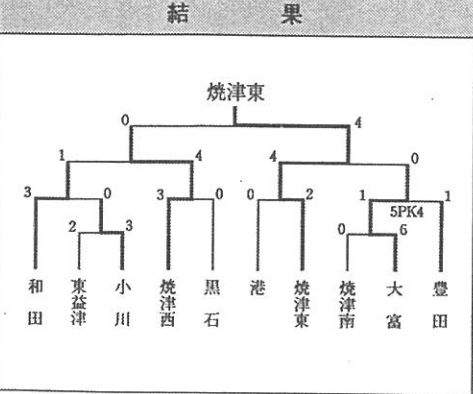 結果
焼津東
0 4
1 4 4 0
3 0 3 0 0 2 1 1
5PK4
2 3 0 6
和田 東益津 小川 焼津西 黒石 港 焼津東 焼津南 大富 豊田